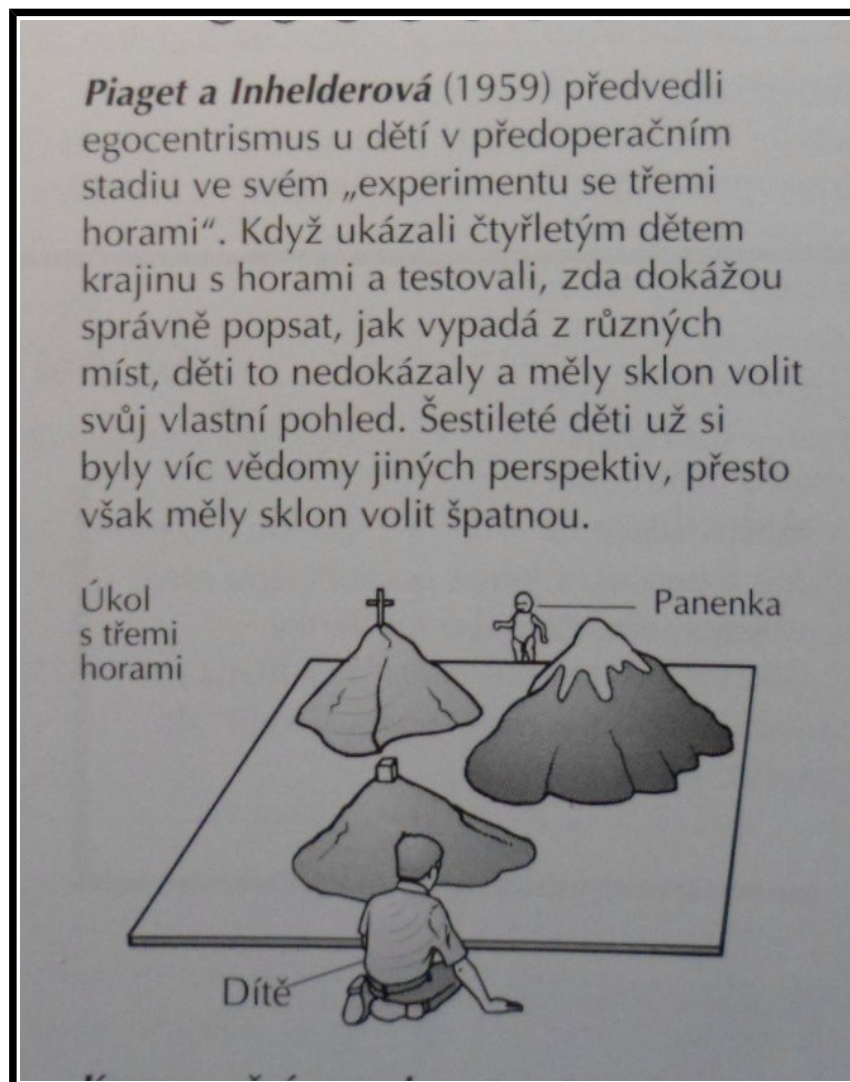 Piaget a Inhelderová (1959) předvedli
egocentrismus u dětí v předoperačním
stadiu ve svém „experimentu se třemi
horami“. Když ukázali čtyřletým dětem
krajinu s horami a testovali, zda dokážou
správně popsat, jak vypadá z různých
míst, děti to nedokázaly a měly sklon volit
svůj vlastní pohled. Šestileté děti už si
byly víc vědomy jiných perspektiv, přesto
však měly sklon volit špatnou.
Úkol
s třemi
horami
Panenka
Dítě